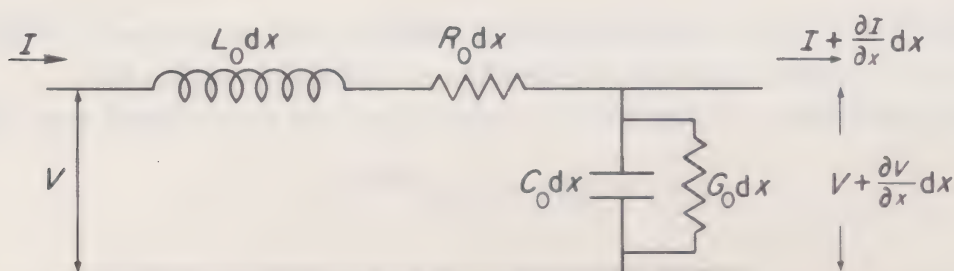 I
L₀dx
R₀dx
I + ∂I/∂x dx
V
C₀dx
G₀dx
V + ∂V/∂x dx